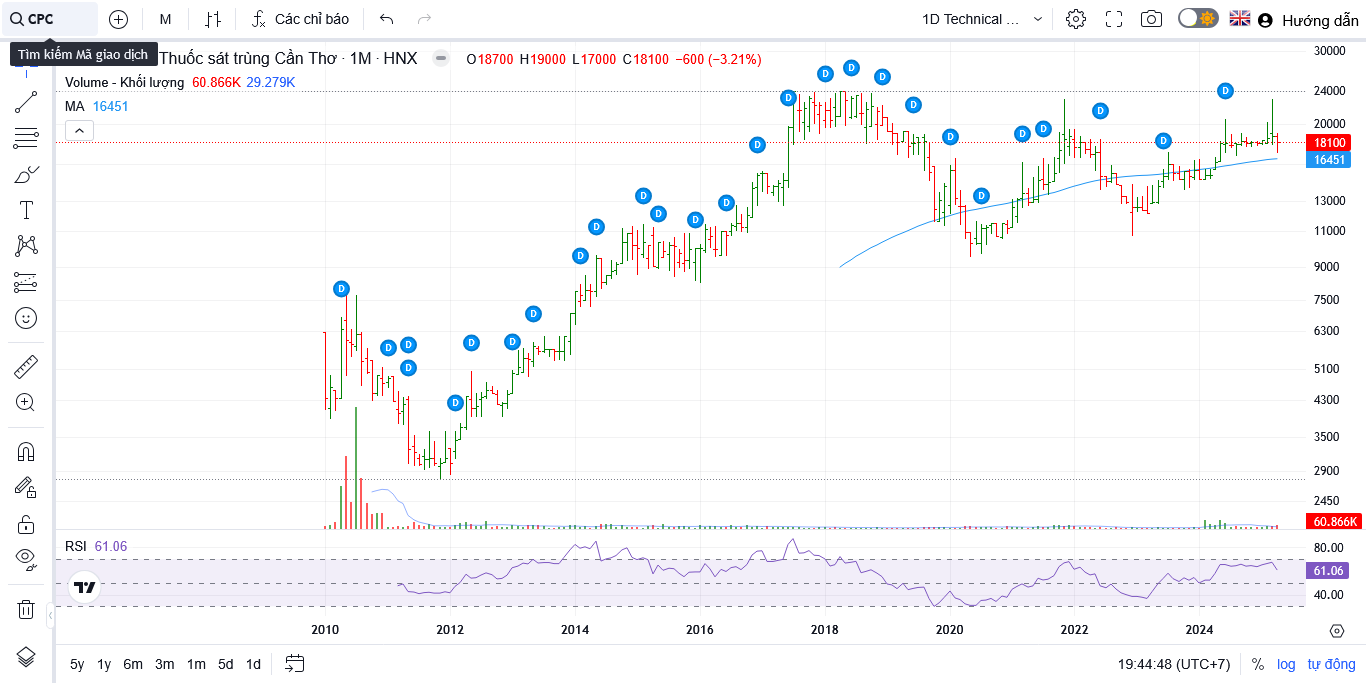 CPC M Các chỉ báo 1D Technical ... Hướng dẫn
Tìm kiếm Mã giao dịch
Thuốc sát trùng Cần Thơ · 1M · HNX O18700 H19000 L17000 C18100 −600 (−3.21%)
Volume - Khối lượng 60.866K 29.279K
MA 16451
30000
24000
20000
18100
16451
13000
11000
9000
7500
6300
5100
4300
3500
2900
2450
60.866K
D D D D D D D D D D D D D D D D D D D D D D D D D D D
RSI 61.06
80.00
61.06
40.00
2010 2012 2014 2016 2018 2020 2022 2024
5y 1y 6m 3m 1m 5d 1d 19:44:48 (UTC+7) % log tự động